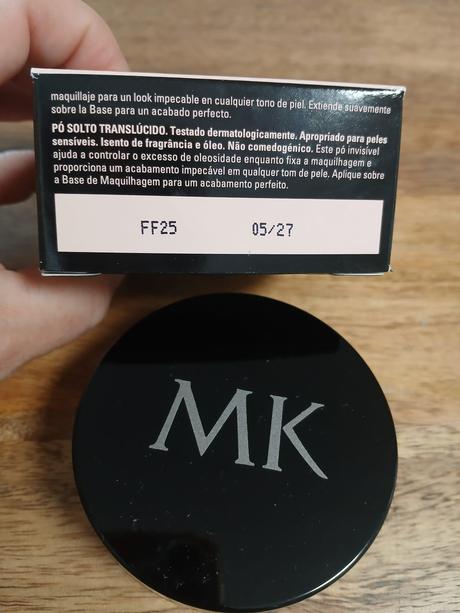 maquillaje para un look impecable en cualquier tono de piel. Extiende suavemente
sobre la Base para un acabado perfecto.
PÓ SOLTO TRANSLÚCIDO. Testado dermatologicamente. Apropriado para peles
sensíveis. Isento de fragrância e óleo. Não comedogênico. Este pó invisível
ajuda a controlar o excesso de oleosidade enquanto fixa a maquilhagem e
proporciona um acabamento impecável em qualquer tom de pele. Aplique sobre
a Base de Maquilhagem para um acabamento perfeito.
FF25 05/27
MK